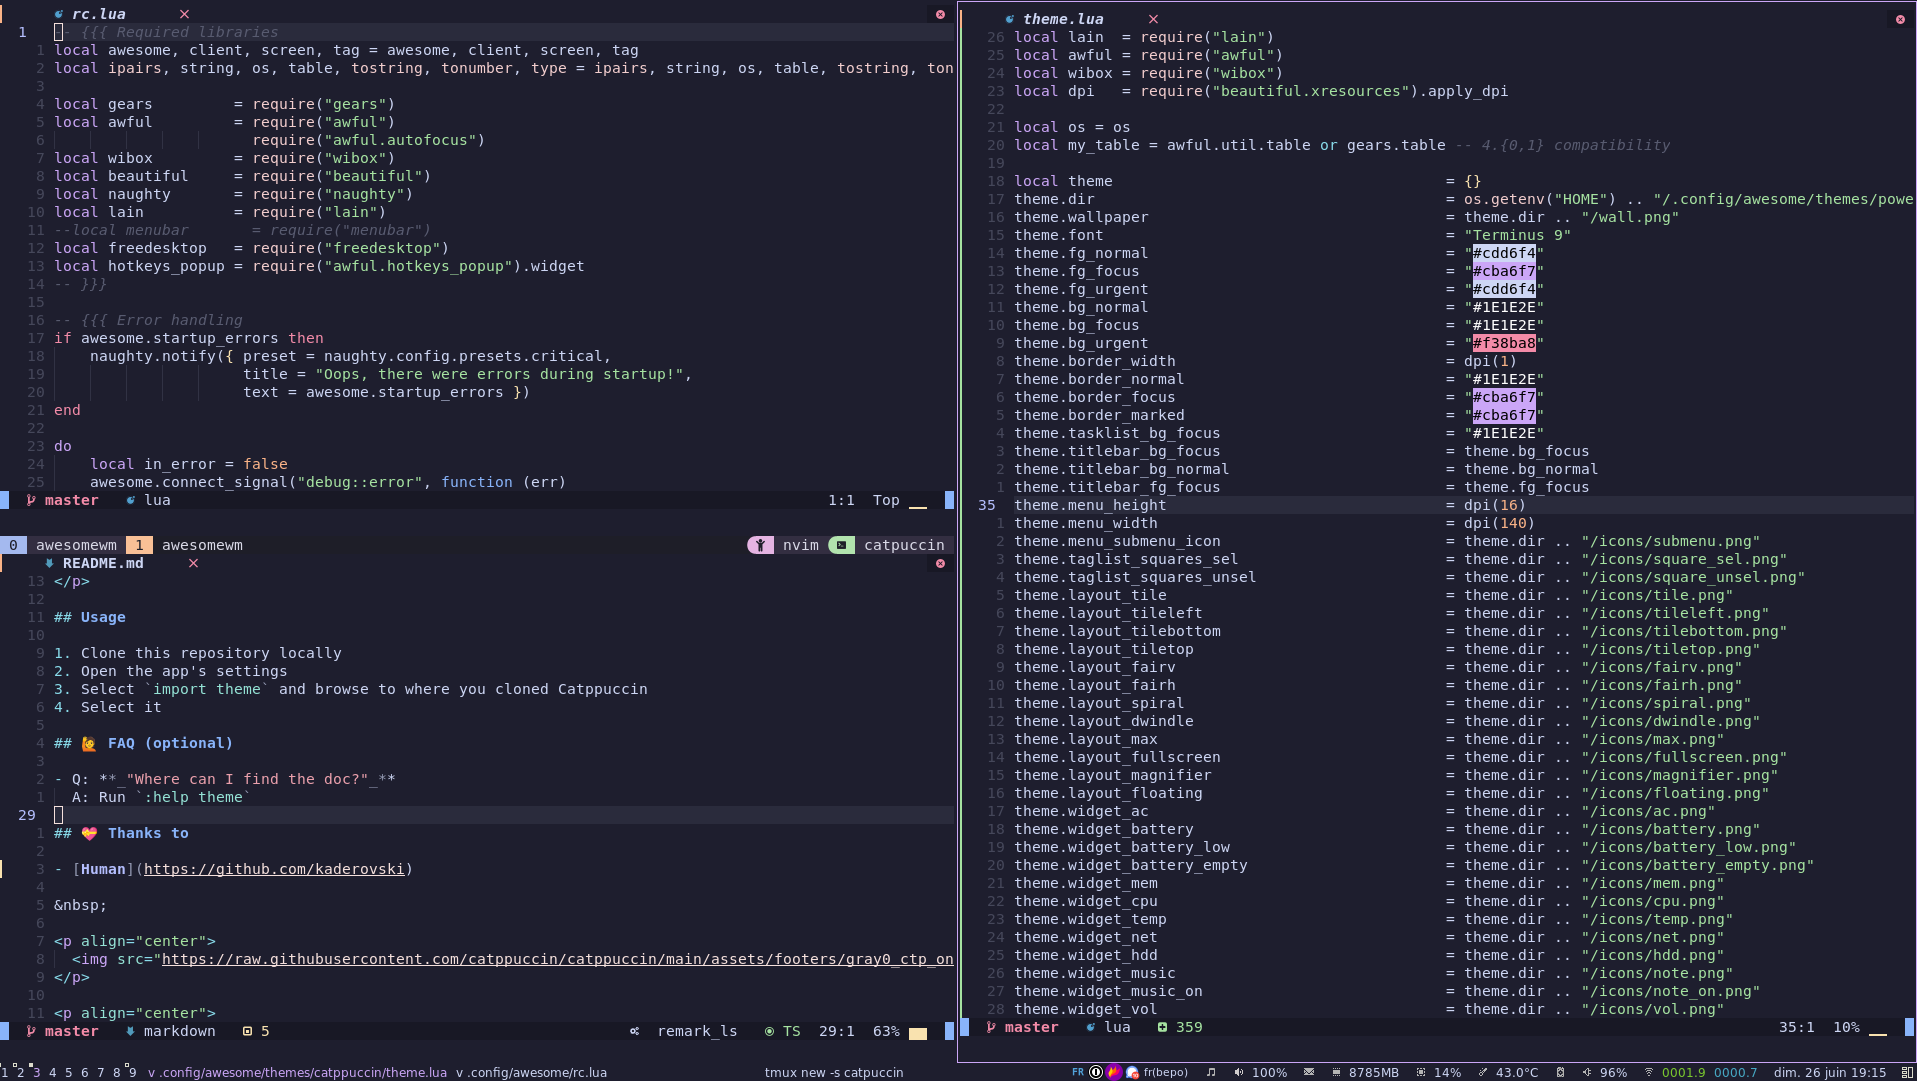 rc.lua
1 -- {{{ Required libraries
1 local awesome, client, screen, tag = awesome, client, screen, tag
2 local ipairs, string, os, table, tostring, tonumber, type = ipairs, string, os, table, tostring, ton
3
4 local gears         = require("gears")
5 local awful         = require("awful")
6                       require("awful.autofocus")
7 local wibox         = require("wibox")
8 local beautiful     = require("beautiful")
9 local naughty       = require("naughty")
10 local lain          = require("lain")
11 --local menubar       = require("menubar")
12 local freedesktop   = require("freedesktop")
13 local hotkeys_popup = require("awful.hotkeys_popup").widget
14 -- }}}
15
16 -- {{{ Error handling
17 if awesome.startup_errors then
18     naughty.notify({ preset = naughty.config.presets.critical,
19                      title = "Oops, there were errors during startup!",
20                      text = awesome.startup_errors })
21 end
22
23 do
24     local in_error = false
25     awesome.connect_signal("debug::error", function (err)
master lua 1:1 Top
0 awesomewm 1 awesomewm nvim catpuccin
README.md
13 </p>
12
11 ## Usage
10
9 1. Clone this repository locally
8 2. Open the app's settings
7 3. Select `import theme` and browse to where you cloned Catppuccin
6 4. Select it
5
4 ## 🙋 FAQ (optional)
3
2 - Q: **_"Where can I find the doc?"_**
1   A: Run `:help theme`
29
1 ## 💝 Thanks to
2
3 - [Human](https://github.com/kaderovski)
4
5 &nbsp;
6
7 <p align="center">
8   <img src="https://raw.githubusercontent.com/catppuccin/catppuccin/main/assets/footers/gray0_ctp_on
9 </p>
10
11 <p align="center">
master markdown 5 remark_ls TS 29:1 63%
theme.lua
26 local lain  = require("lain")
25 local awful = require("awful")
24 local wibox = require("wibox")
23 local dpi   = require("beautiful.xresources").apply_dpi
22
21 local os = os
20 local my_table = awful.util.table or gears.table -- 4.{0,1} compatibility
19
18 local theme = {}
17 theme.dir = os.getenv("HOME") .. "/.config/awesome/themes/powe
16 theme.wallpaper = theme.dir .. "/wall.png"
15 theme.font = "Terminus 9"
14 theme.fg_normal = "#cdd6f4"
13 theme.fg_focus = "#cba6f7"
12 theme.fg_urgent = "#cdd6f4"
11 theme.bg_normal = "#1E1E2E"
10 theme.bg_focus = "#1E1E2E"
9 theme.bg_urgent = "#f38ba8"
8 theme.border_width = dpi(1)
7 theme.border_normal = "#1E1E2E"
6 theme.border_focus = "#cba6f7"
5 theme.border_marked = "#cba6f7"
4 theme.tasklist_bg_focus = "#1E1E2E"
3 theme.titlebar_bg_focus = theme.bg_focus
2 theme.titlebar_bg_normal = theme.bg_normal
1 theme.titlebar_fg_focus = theme.fg_focus
35 theme.menu_height = dpi(16)
1 theme.menu_width = dpi(140)
2 theme.menu_submenu_icon = theme.dir .. "/icons/submenu.png"
3 theme.taglist_squares_sel = theme.dir .. "/icons/square_sel.png"
4 theme.taglist_squares_unsel = theme.dir .. "/icons/square_unsel.png"
5 theme.layout_tile = theme.dir .. "/icons/tile.png"
6 theme.layout_tileleft = theme.dir .. "/icons/tileleft.png"
7 theme.layout_tilebottom = theme.dir .. "/icons/tilebottom.png"
8 theme.layout_tiletop = theme.dir .. "/icons/tiletop.png"
9 theme.layout_fairv = theme.dir .. "/icons/fairv.png"
10 theme.layout_fairh = theme.dir .. "/icons/fairh.png"
11 theme.layout_spiral = theme.dir .. "/icons/spiral.png"
12 theme.layout_dwindle = theme.dir .. "/icons/dwindle.png"
13 theme.layout_max = theme.dir .. "/icons/max.png"
14 theme.layout_fullscreen = theme.dir .. "/icons/fullscreen.png"
15 theme.layout_magnifier = theme.dir .. "/icons/magnifier.png"
16 theme.layout_floating = theme.dir .. "/icons/floating.png"
17 theme.widget_ac = theme.dir .. "/icons/ac.png"
18 theme.widget_battery = theme.dir .. "/icons/battery.png"
19 theme.widget_battery_low = theme.dir .. "/icons/battery_low.png"
20 theme.widget_battery_empty = theme.dir .. "/icons/battery_empty.png"
21 theme.widget_mem = theme.dir .. "/icons/mem.png"
22 theme.widget_cpu = theme.dir .. "/icons/cpu.png"
23 theme.widget_temp = theme.dir .. "/icons/temp.png"
24 theme.widget_net = theme.dir .. "/icons/net.png"
25 theme.widget_hdd = theme.dir .. "/icons/hdd.png"
26 theme.widget_music = theme.dir .. "/icons/note.png"
27 theme.widget_music_on = theme.dir .. "/icons/note_on.png"
28 theme.widget_vol = theme.dir .. "/icons/vol.png"
master lua 359 35:1 10%
1 2 3 4 5 6 7 8 9 v .config/awesome/themes/catppuccin/theme.lua v .config/awesome/rc.lua tmux new -s catpuccin FR fr(bepo) 100% 8785MB 14% 43.0°C 96% 0001.9 0000.7 dim. 26 juin 19:15